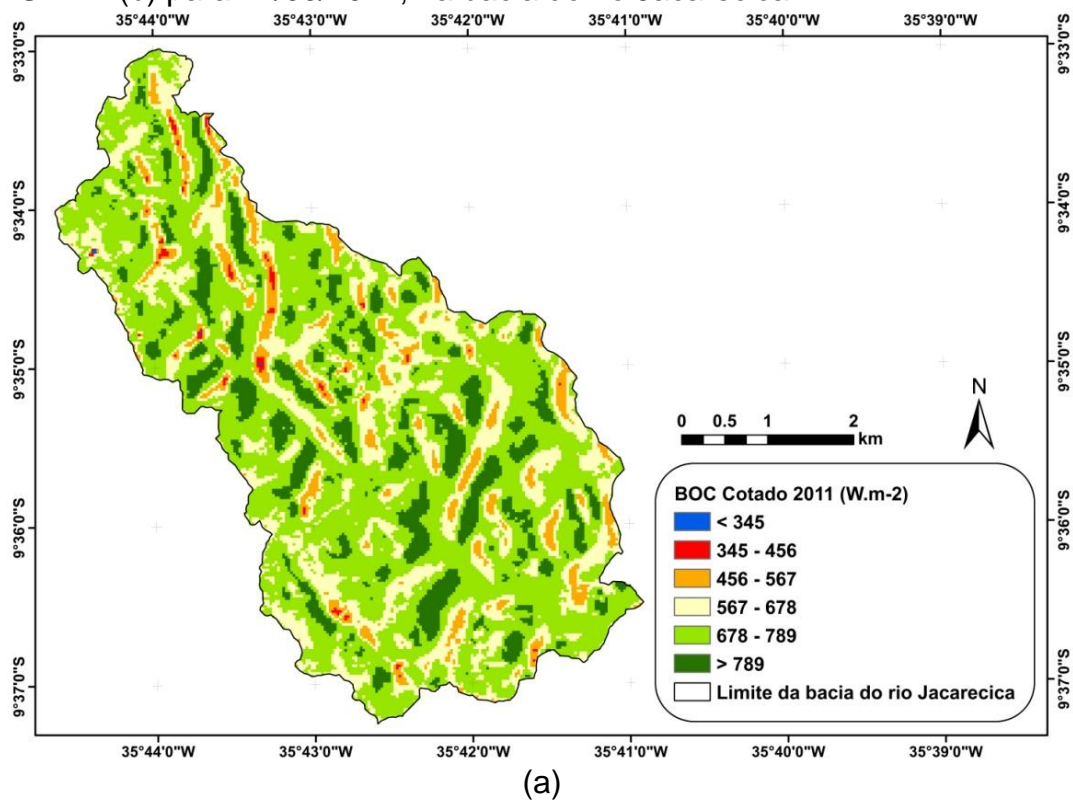 35°44'0"W 35°43'0"W 35°42'0"W 35°41'0"W 35°40'0"W 35°39'0"W
9°33'0"S 9°33'0"S
9°34'0"S 9°34'0"S
9°35'0"S 9°35'0"S
N
0 0.5 1 2
km
BOC Cotado 2011 (W.m-2)
< 345
345 - 456
9°36'0"S 9°36'0"S
456 - 567
567 - 678
678 - 789
> 789
Limite da bacia do rio Jacarecica
9°37'0"S 9°37'0"S
35°44'0"W 35°43'0"W 35°42'0"W 35°41'0"W 35°40'0"W 35°39'0"W
(a)